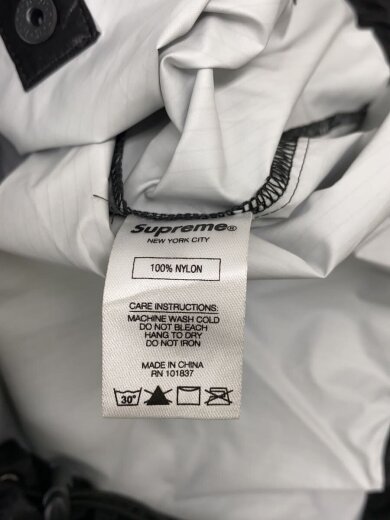 Supreme®
NEW YORK CITY
100% NYLON
CARE INSTRUCTIONS:
MACHINE WASH COLD
DO NOT BLEACH
HANG TO DRY
DO NOT IRON
MADE IN CHINA
RN 101837
30°